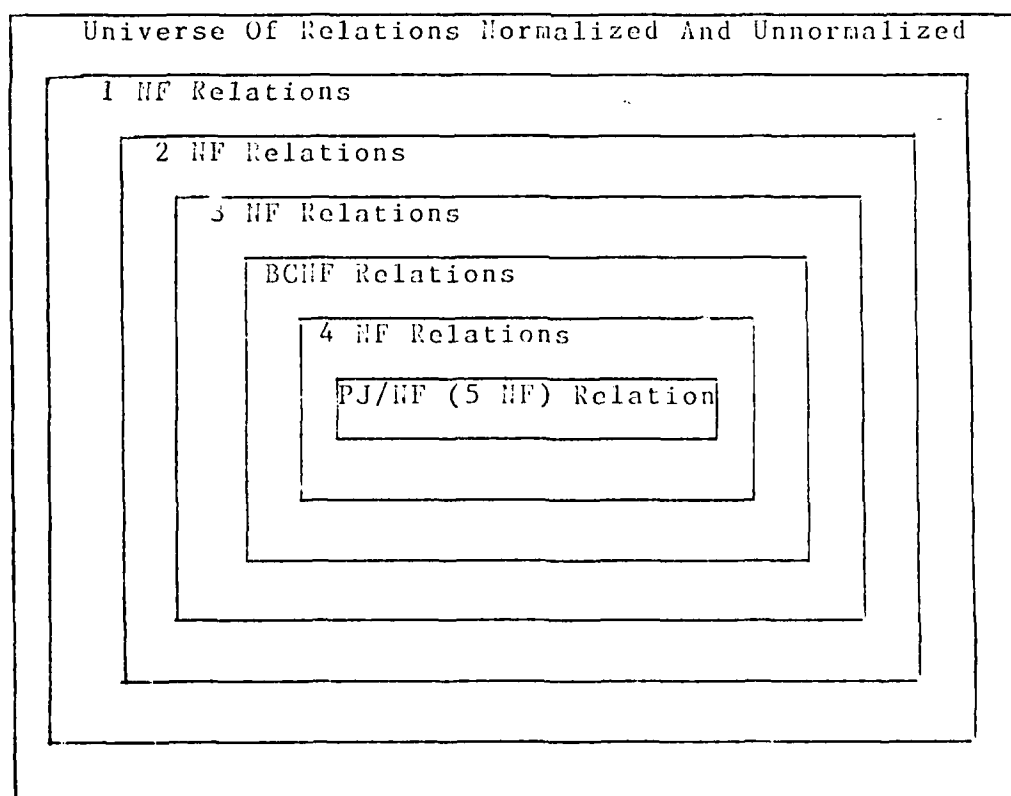 Universe Of Relations Normalized And Unnormalized
1 NF Relations
2 NF Relations
3 NF Relations
BCNF Relations
4 NF Relations
PJ/NF (5 NF) Relation